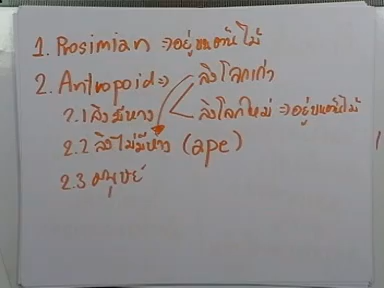 1. Prosimian ⇒อยู่บนต้นไม้
2. Antropoid⇒ ลิงโลกเก่า
2.1 ลิงมีหาง ลิงโลกใหม่ ⇒อยู่บนต้นไม้
2.2 ลิงไม่มีหาง (ape)
2.3 มนุษย์